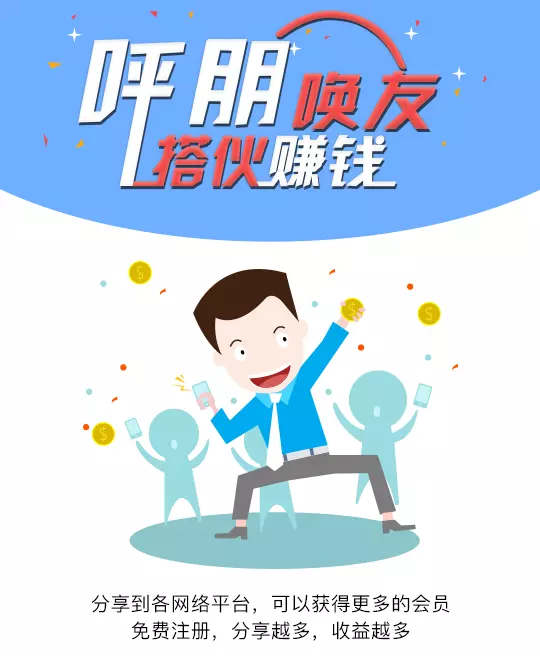 呼朋唤友
搭伙赚钱
分享到各网络平台，可以获得更多的会员
免费注册，分享越多，收益越多